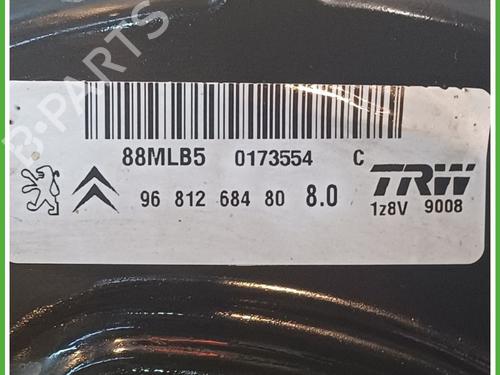 B-PARTS
88MLB5 0173554 C
96 812 684 80 8.0
TRW
1z8V 9008